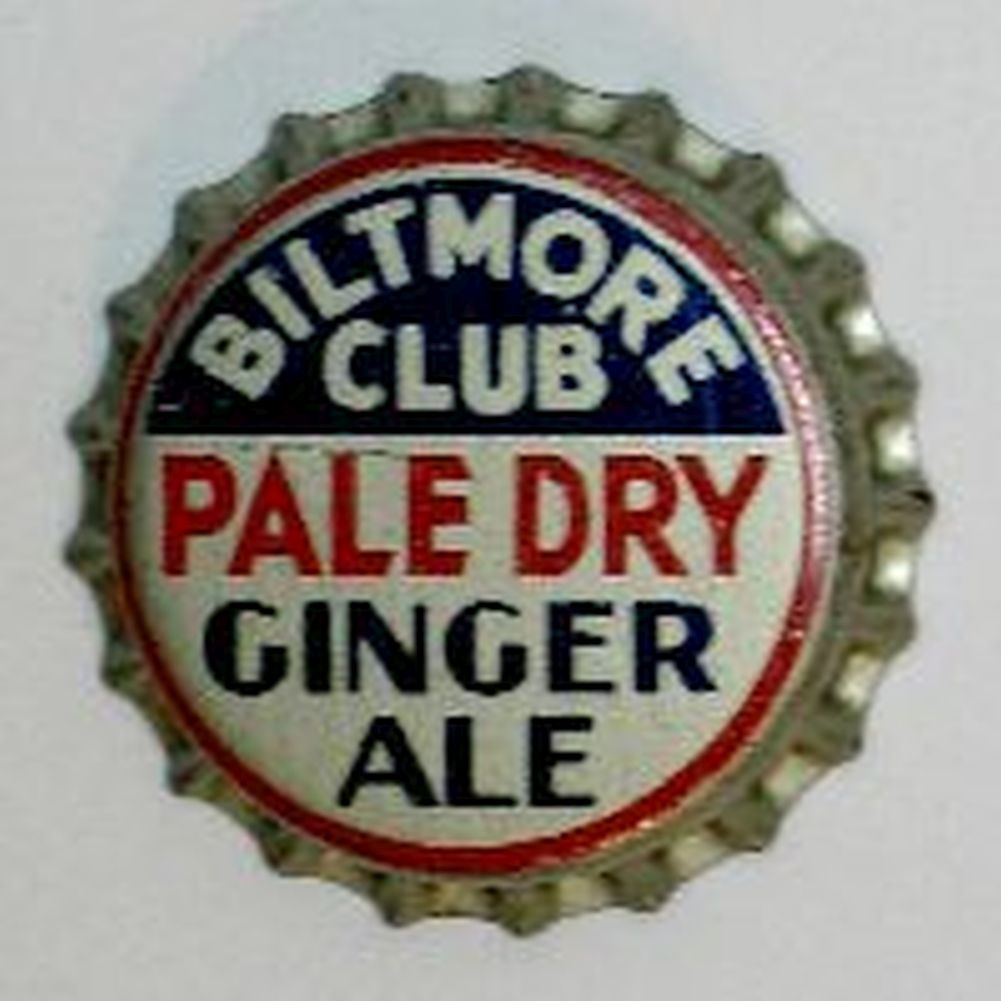 BILTMORE
CLUB
PALE DRY
GINGER
ALE